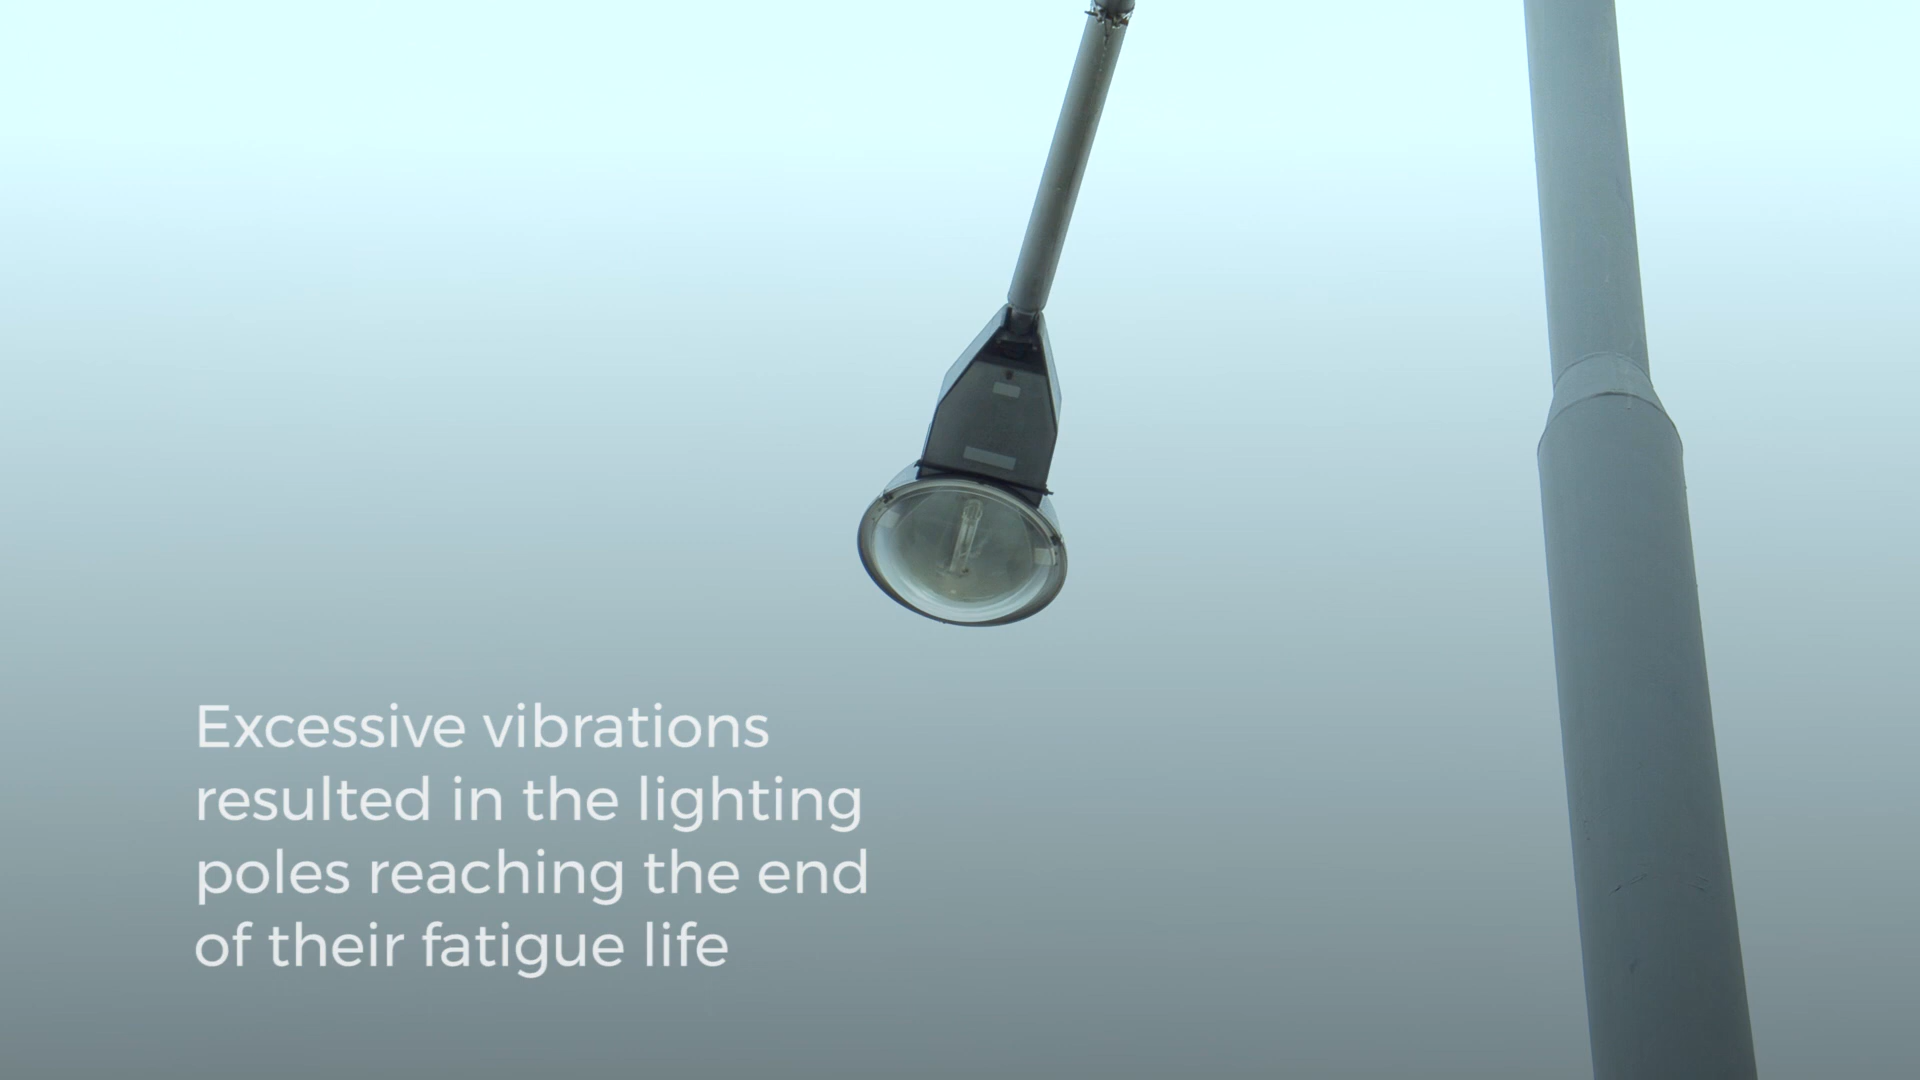 Excessive vibrations
resulted in the lighting
poles reaching the end
of their fatigue life